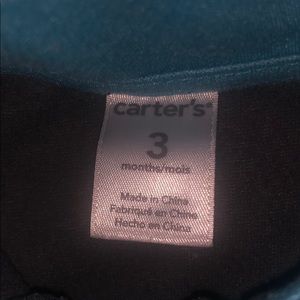 carter's®
3
months/mois
Made in China
Fabriqué en Chine
Hecho en China